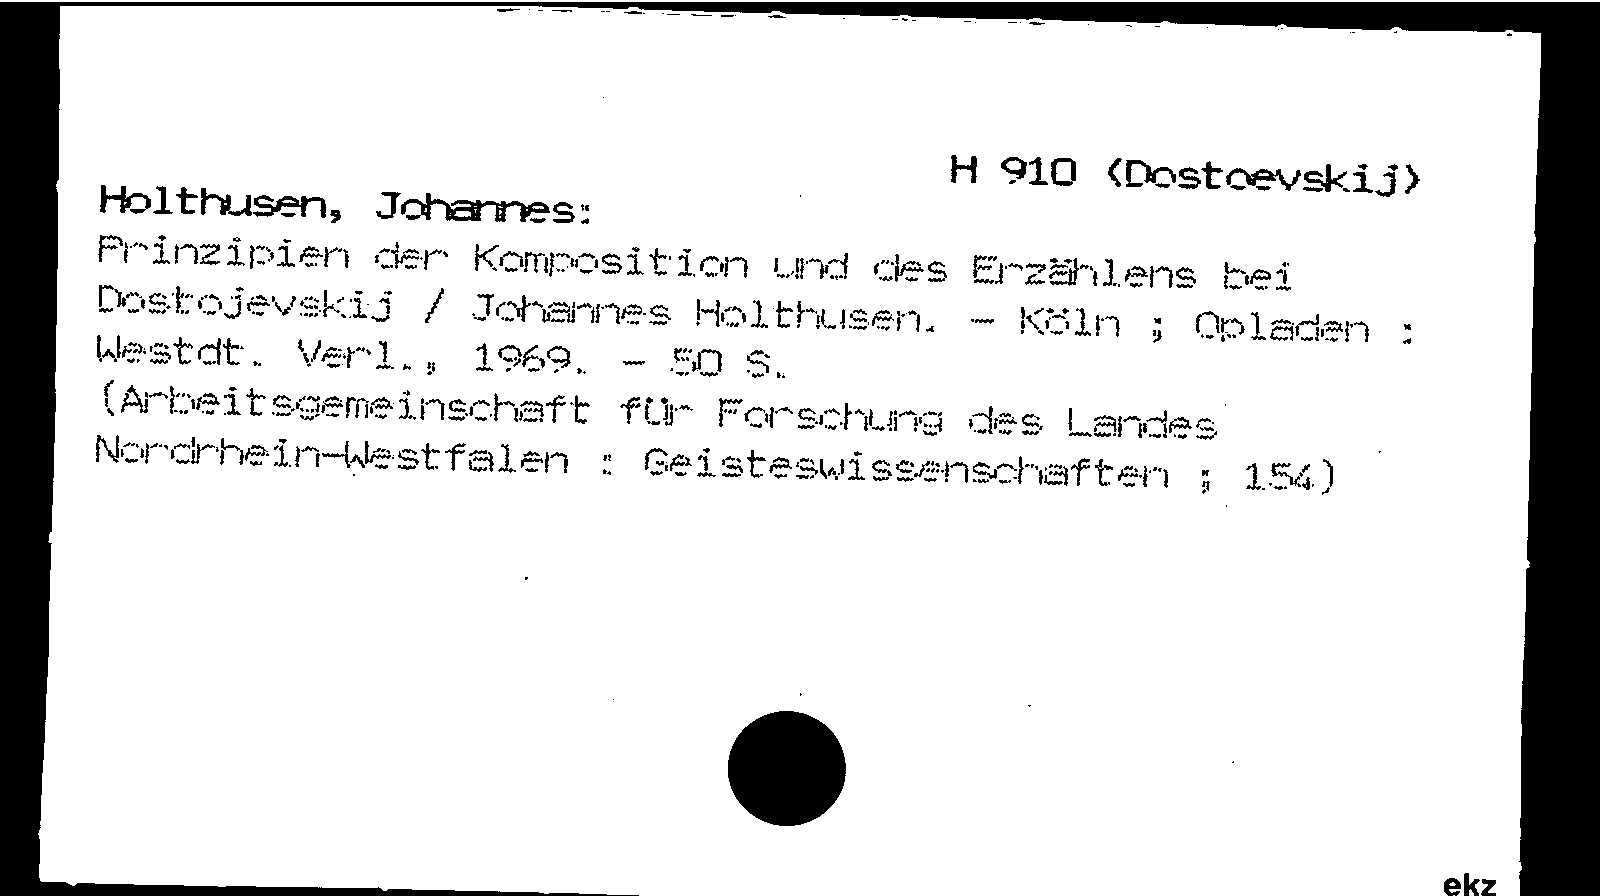 H 910 (Dostoevskij)
Holthusen, Johannes:
Prinzipien der Komposition und des Erzählens bei
Dostojevskij / Johannes Holthusen. - Köln ; Opladen :
Westdt. Verl., 1969. - 50 S.
(Arbeitsgemeinschaft für Forschung des Landes
Nordrhein-Westfalen : Geisteswissenschaften ; 154)
ekz